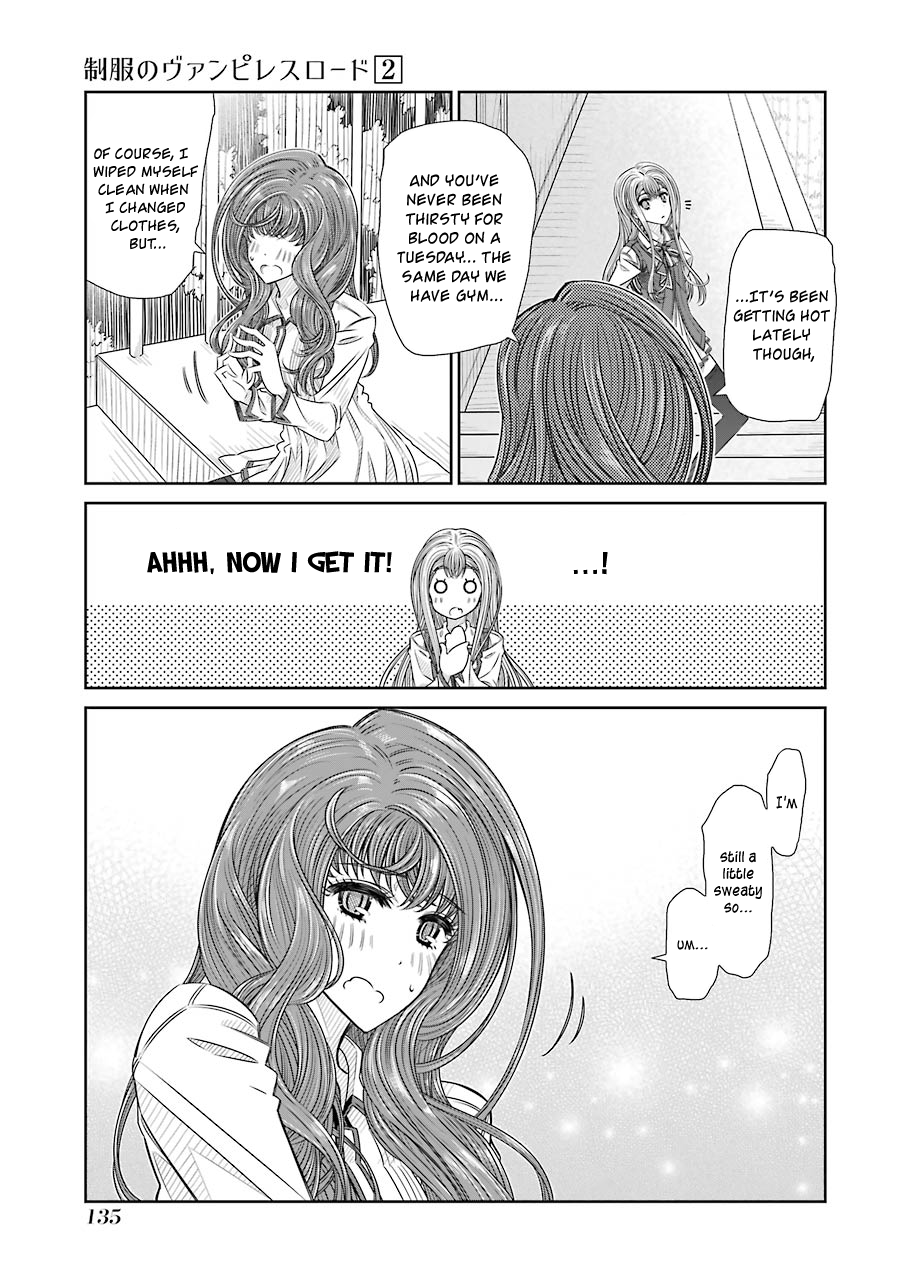 制服のヴァンピレスロード2
...IT'S BEEN
GETTING HOT
LATELY
THOUGH,
AND YOU'VE
NEVER BEEN
THIRSTY FOR
BLOOD ON A
TUESDAY... THE
SAME DAY WE
HAVE GYM...
OF COURSE, I
WIPED MYSELF
CLEAN WHEN
I CHANGED
CLOTHES,
BUT...
...!
AHHH, NOW I GET IT!
I'M
still a
little
sweaty
so...
UM...
135